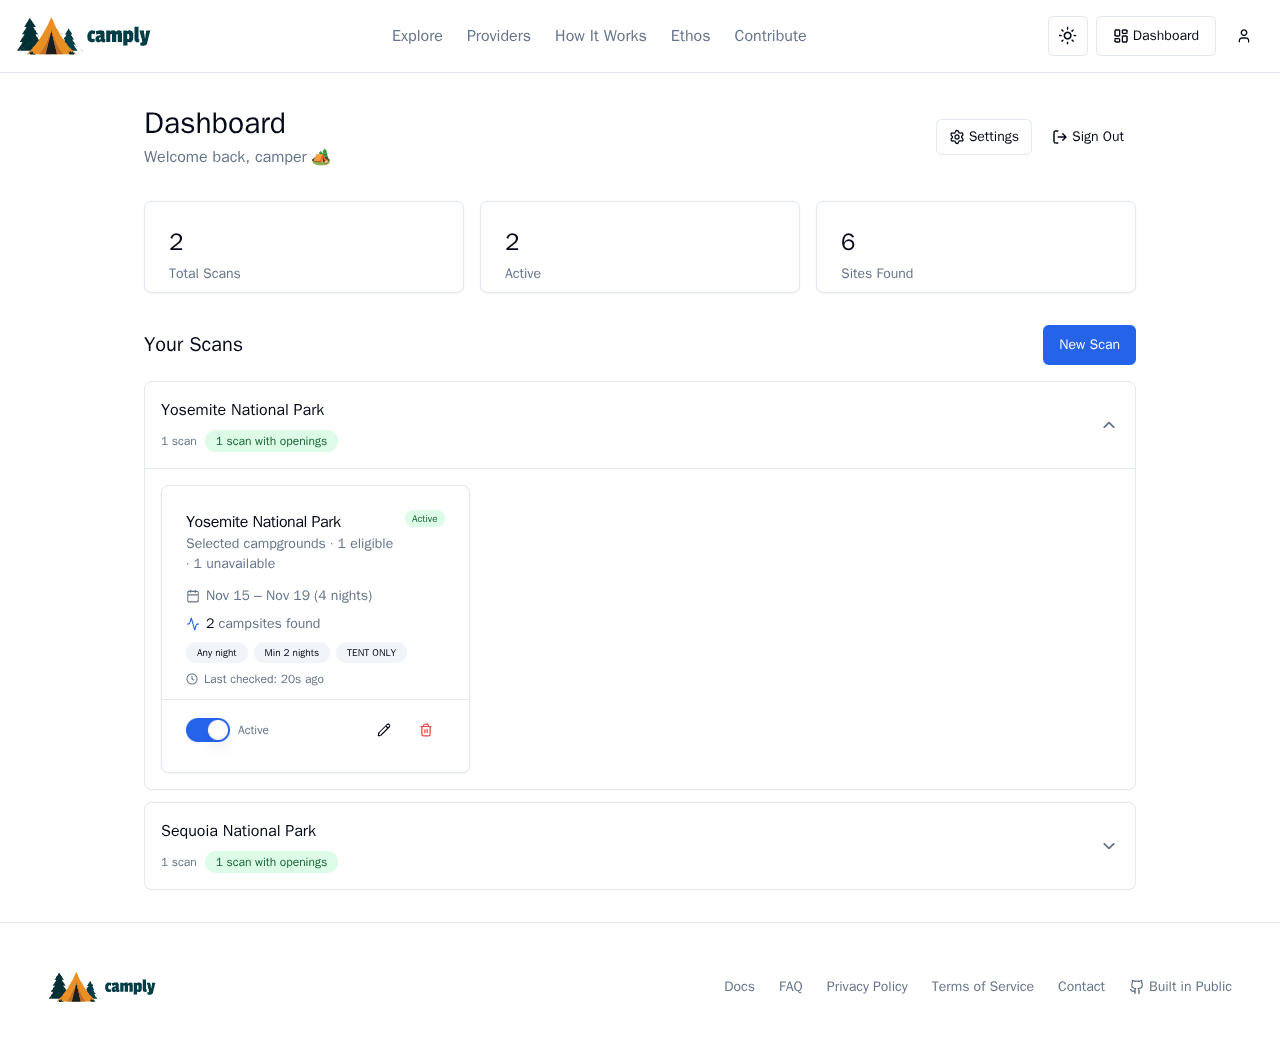 camply
Explore
Providers
How It Works
Ethos
Contribute
Dashboard
Dashboard
Welcome back, camper 🏕️
Settings
Sign Out
2
Total Scans
2
Active
6
Sites Found
Your Scans
New Scan
Yosemite National Park
1 scan
1 scan with openings
Yosemite National Park
Active
Selected campgrounds · 1 eligible
· 1 unavailable
Nov 15 – Nov 19 (4 nights)
2 campsites found
Any night
Min 2 nights
TENT ONLY
Last checked: 20s ago
Active
Sequoia National Park
1 scan
1 scan with openings
camply
Docs
FAQ
Privacy Policy
Terms of Service
Contact
Built in Public